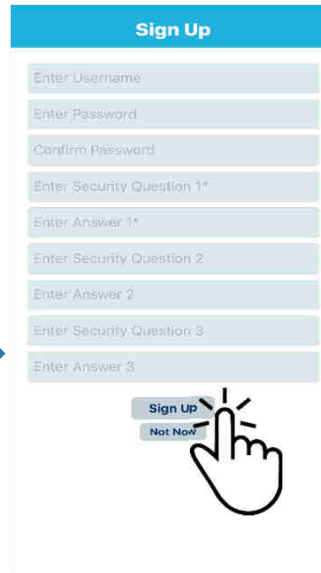 Sign Up
Enter Username
Enter Password
Confirm Password
Enter Security Question 1*
Enter Answer 1*
Enter Security Question 2
Enter Answer 2
Enter Security Question 3
Enter Answer 3
Sign Up
Not Now